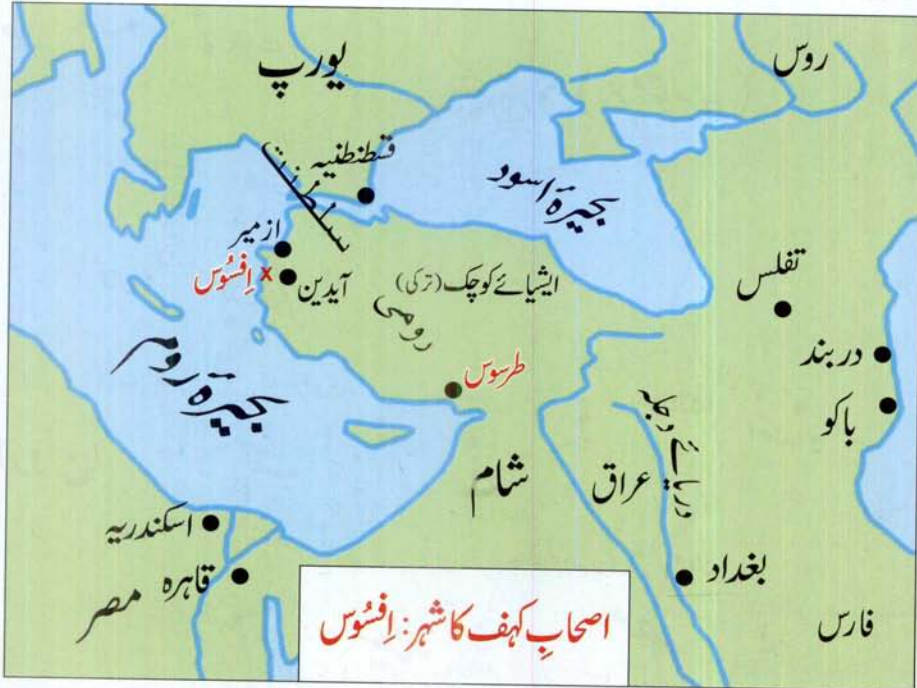 یورپ
روس
قسطنطنیہ
سلطنت
بحیرۂ اسود
ازمیر
اِفسُوس
x
آیدین
ایشیائے کوچک (ترکی)
رومی
تفلس
دربند
باکو
طرسوس
بحیرۂ روم
شام
عراق
دریائے دجلہ
بغداد
اسکندریہ
قاہرہ
مصر
فارس
اصحابِ کہف کا شہر: اِفسُوس